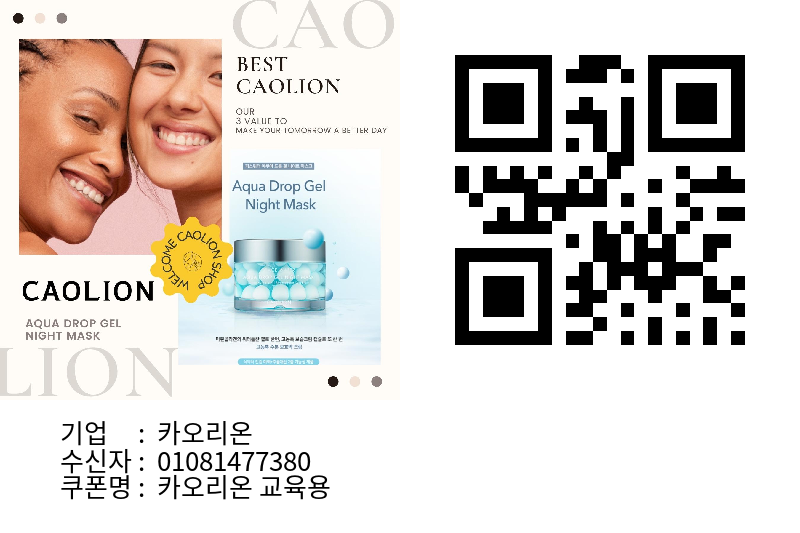 CAO
BEST
CAOLION
OUR
3 VALUE TO
MAKE YOUR TOMORROW A BETTER DAY
Aqua Drop Gel
Night Mask
WELCOME CAOLION SHOP
CAOLION
AQUA DROP GEL
NIGHT MASK
LION
기업 : 카오리온
수신자 : 01081477380
쿠폰명 : 카오리온 교육용